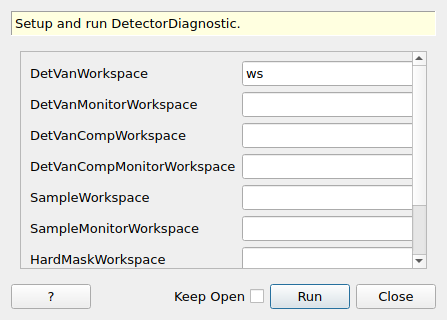 Setup and run DetectorDiagnostic.
DetVanWorkspace ws
DetVanMonitorWorkspace
DetVanCompWorkspace
DetVanCompMonitorWorkspace
SampleWorkspace
SampleMonitorWorkspace
HardMaskWorkspace
? Keep Open Run Close